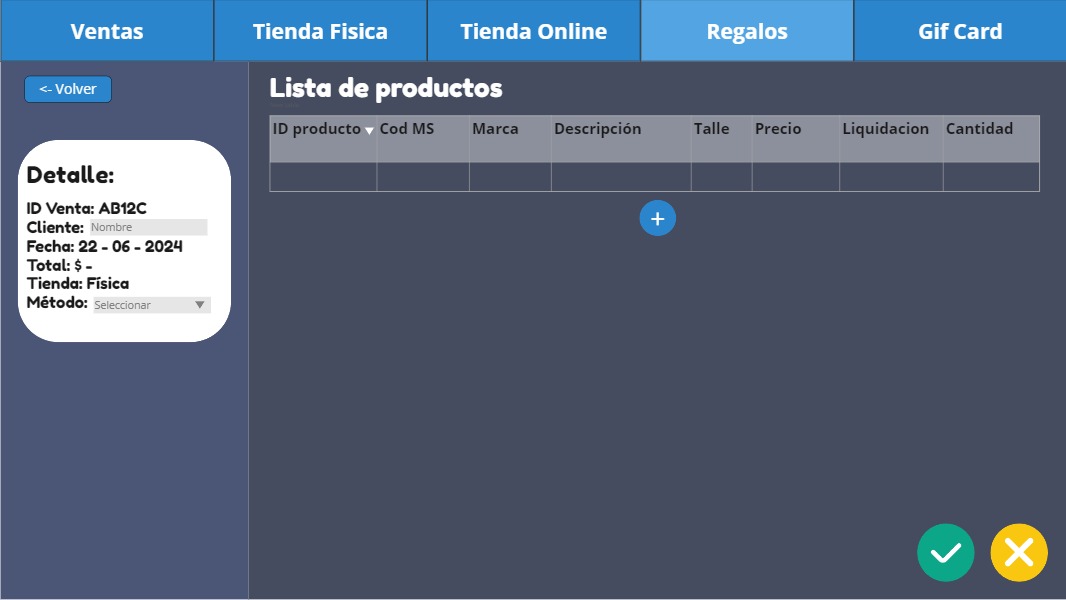 Ventas Tienda Fisica Tienda Online Regalos Gif Card
<- Volver
Lista de productos
ID producto Cod MS Marca Descripción Talle Precio Liquidacion Cantidad
Detalle:
ID Venta: AB12C
Cliente: Nombre
Fecha: 22 - 06 - 2024
Total: $ -
Tienda: Física
Método: Seleccionar